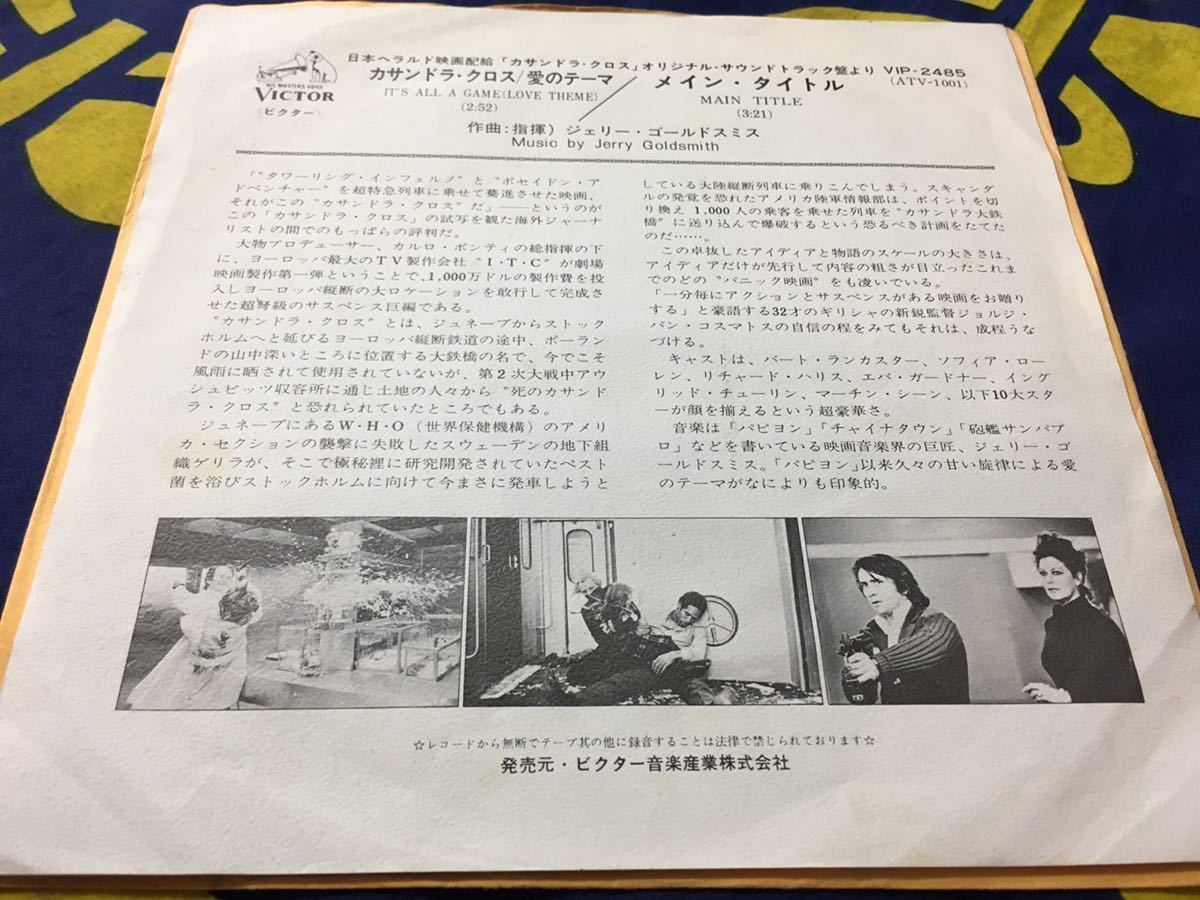 日本ヘラルド映画配給「カサンドラ・クロス」オリジナル・サウンドトラック盤より VIP-2485
(ATV-1001)
カサンドラ・クロス/愛のテーマ
IT'S ALL A GAME(LOVE THEME)
(2:52)
メイン・タイトル
MAIN TITLE
(3:21)
HIS MASTER'S VOICE
VICTOR
(ビクター)
作曲:指揮) ジェリー・ゴールドスミス
Music by Jerry Goldsmith
「“タワーリング・インフェルノ”と“ポセイドン・ア
ドベンチャー”を超特急列車に乗せて驀進させた映画、
それがこの“カサンドラ・クロス”だ」——というのが
この「カサンドラ・クロス」の試写を観た海外ジャーナ
リストの間でのもっぱらの評判だ。
大物プロデューサー、カルロ・ポンティの総指揮の下
に、ヨーロッパ最大のTV製作会社“I・T・C”が劇場
映画製作第一弾ということで、1,000万ドルの製作費を投
入しヨーロッパ縦断の大ロケーションを敢行して完成さ
せた超弩級のサスペンス巨編である。
“カサンドラ・クロス”とは、ジュネーブからストック
ホルムへと延びるヨーロッパ縦断鉄道の途中、ポーラン
ドの山中深いところに位置する大鉄橋の名で、今でこそ
風雨に晒されて使用されていないが、第2次大戦中アウ
シュビッツ収容所に通じ土地の人々から“死のカサンド
ラ・クロス”と恐れられていたところでもある。
ジュネーブにあるW・H・O(世界保健機構)のアメリ
カ・セクションの襲撃に失敗したスウェーデンの地下組
織ゲリラが、そこで極秘裡に研究開発されていたペスト
菌を浴びストックホルムに向けて今まさに発車しようと
している大陸縦断列車に乗りこんでしまう。スキャンダ
ルの発覚を恐れたアメリカ陸軍情報部は、ポイントを切
り換え 1,000人の乗客を乗せた列車を“カサンドラ大鉄
橋”に送り込んで爆破するという恐るべき計画をたてた
のだ……。
この卓抜したアイディアと物語のスケールの大きさは、
アイディアだけが先行して内容の粗さが目立ったこれま
でのどの“パニック映画”をも凌いでいる。
「一分毎にアクションとサスペンスがある映画をお贈り
する」と豪語する32才のギリシャの新鋭監督ジョルジ・
パン・コスマトスの自信の程をみてもそれは、成程うな
づける。
キャストは、バート・ランカスター、ソフィア・ロー
レン、リチャード・ハリス、エバ・ガードナー、イング
リッド・チューリン、マーチン・シーン、以下10大スタ
ーが顔を揃えるという超豪華さ。
音楽は「パピヨン」「チャイナタウン」「砲艦サンパブ
ロ」などを書いている映画音楽界の巨匠、ジェリー・ゴ
ールドスミス。「パピヨン」以来久々の甘い旋律による愛
のテーマがなによりも印象的。
☆レコードから無断でテープ其の他に録音することは法律で禁じられております☆
発売元・ビクター音楽産業株式会社